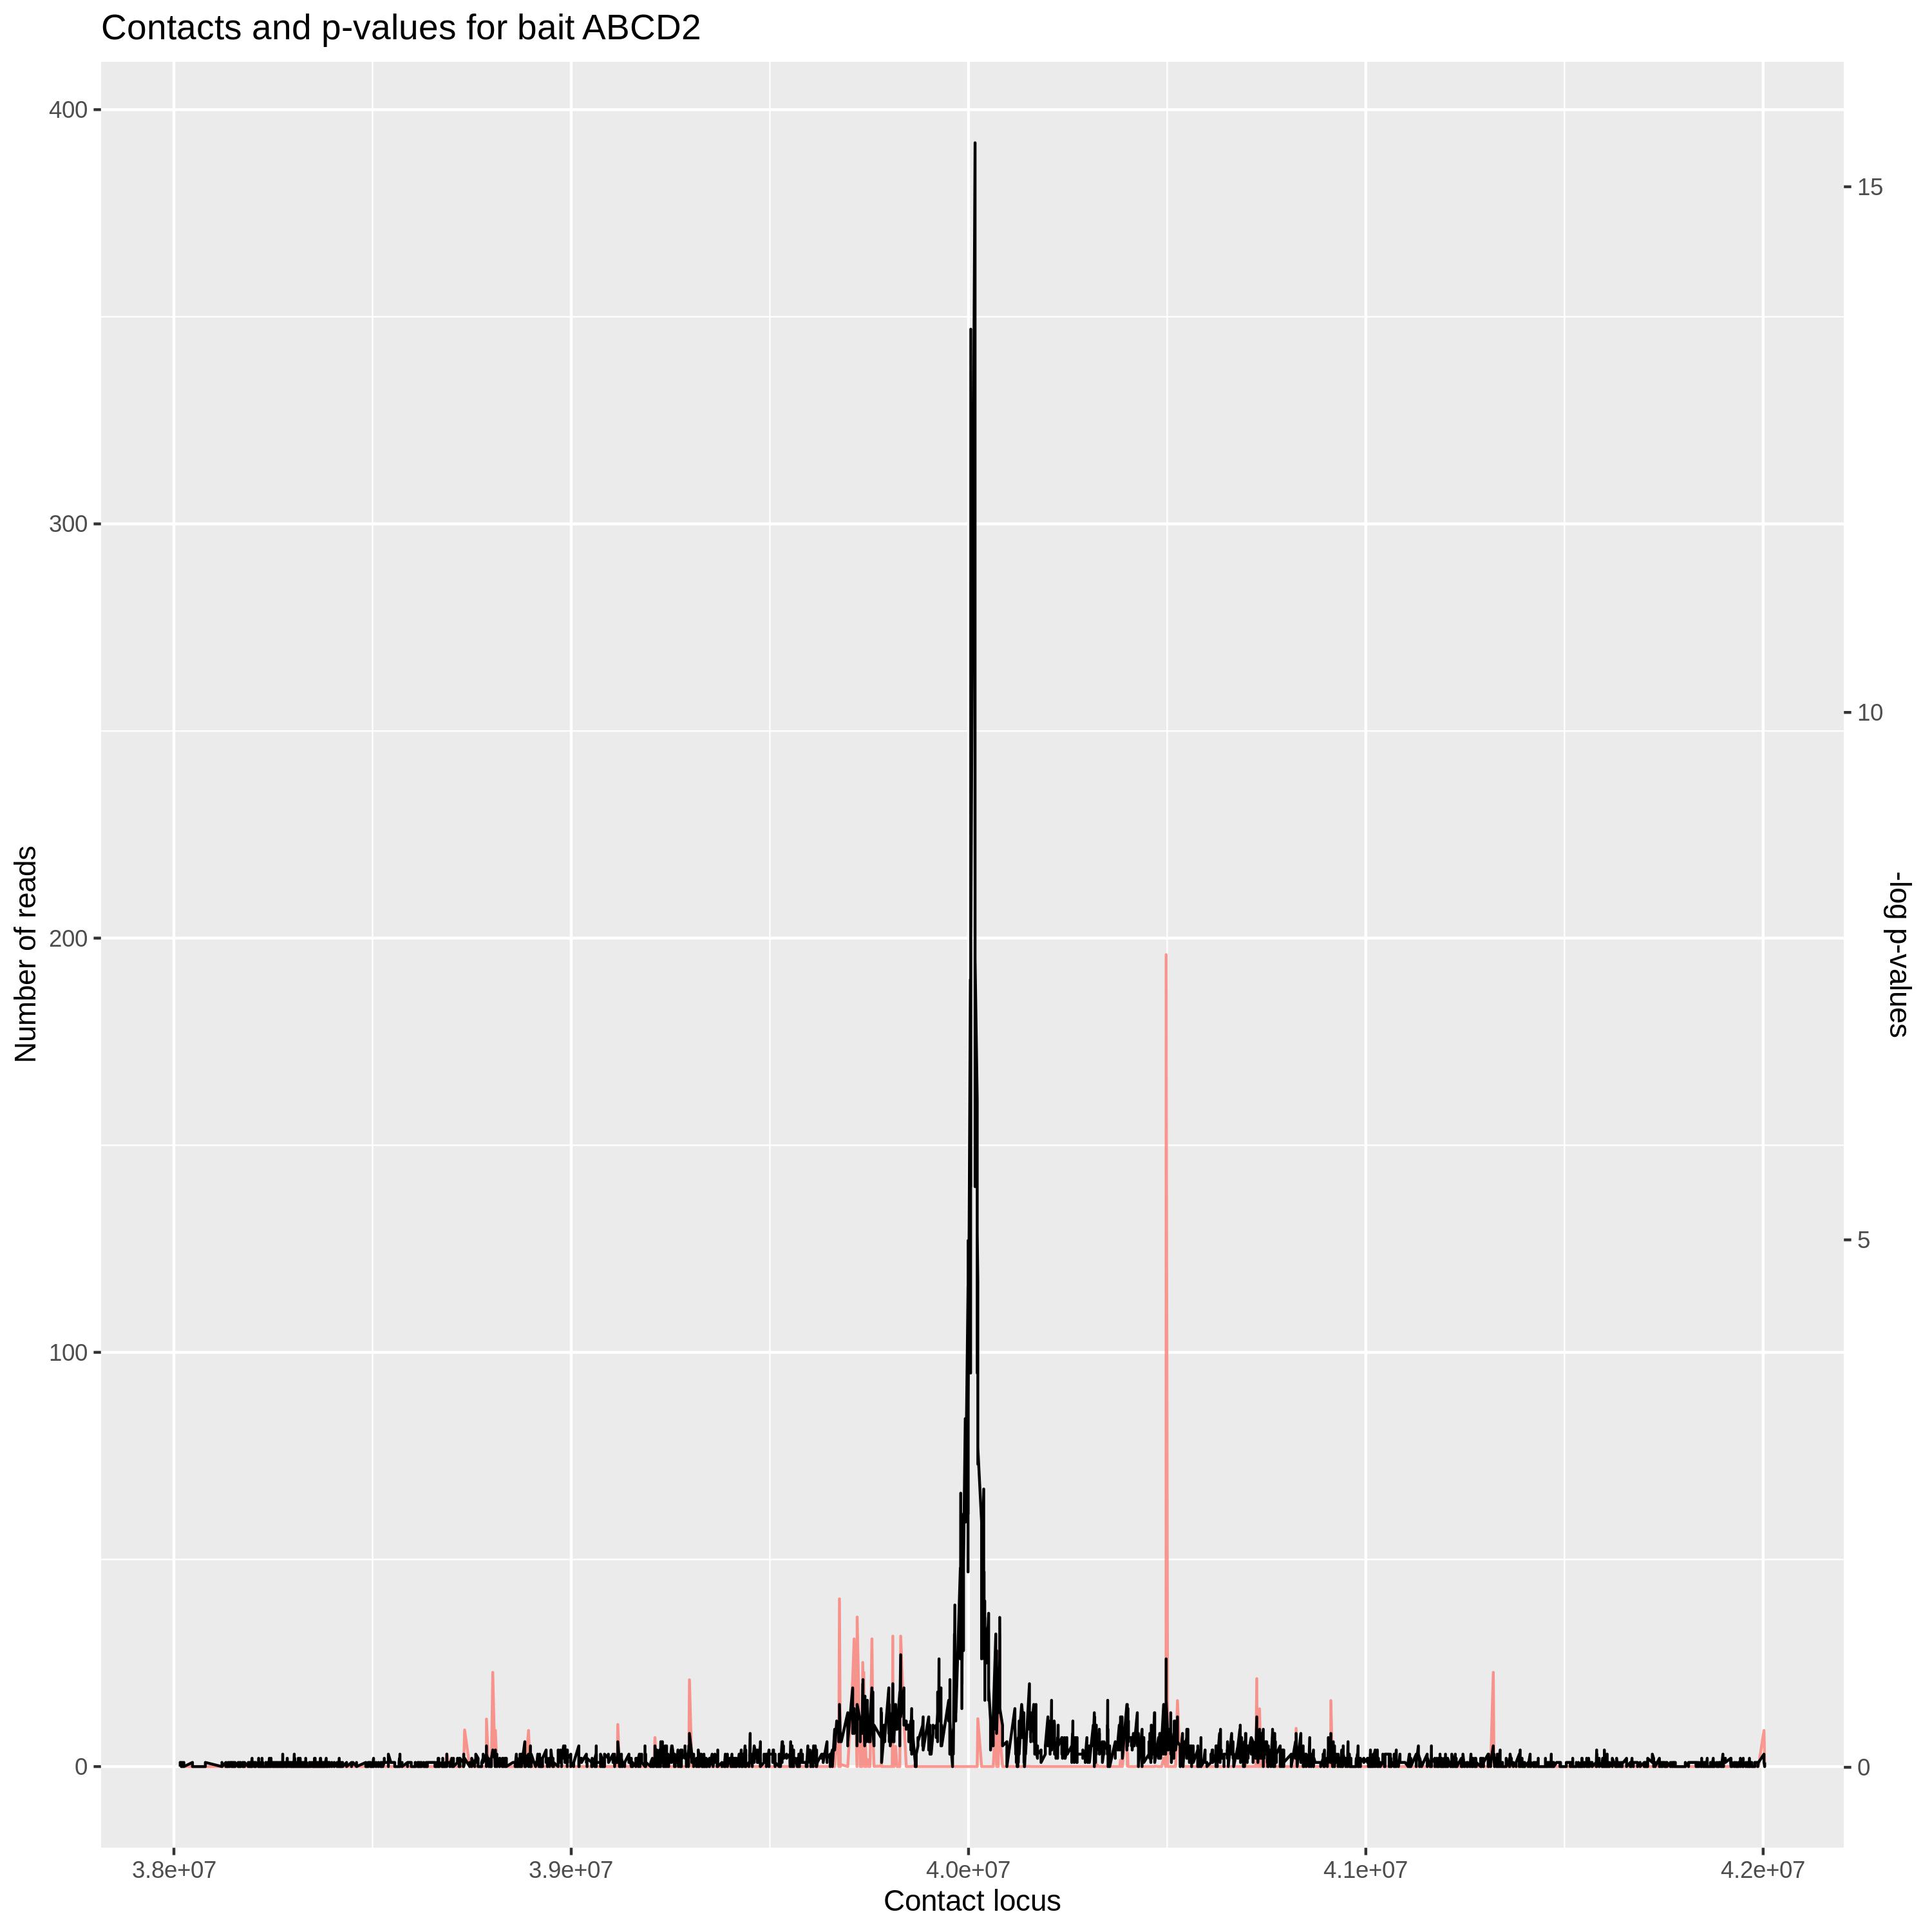 Contacts and p-values for bait ABCD2
400
300
200
100
0
Number of reads
15
10
5
0
-log p-values
3.8e+07 3.9e+07 4.0e+07 4.1e+07 4.2e+07
Contact locus